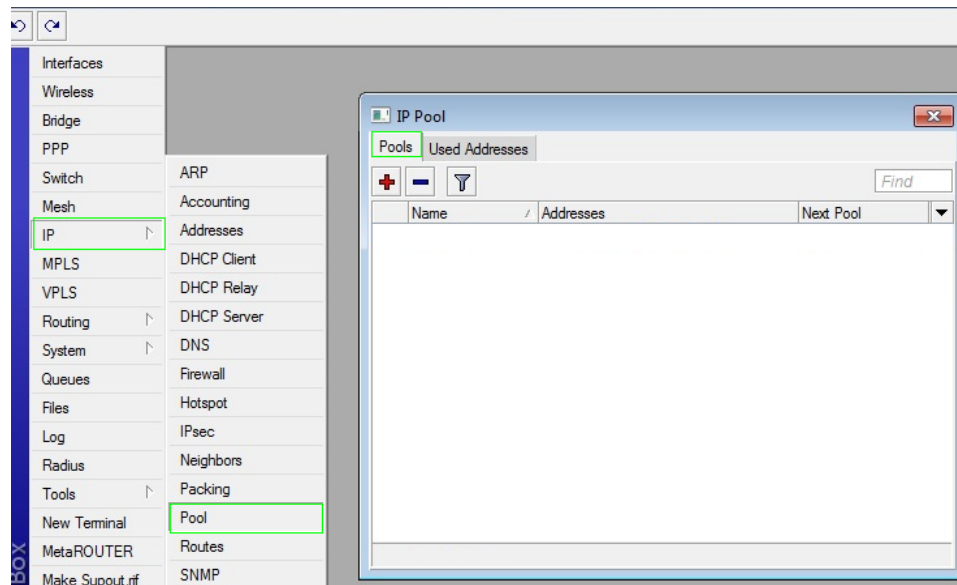 Interfaces
Wireless
Bridge
PPP
Switch
Mesh
IP
MPLS
VPLS
Routing
System
Queues
Files
Log
Radius
Tools
New Terminal
MetaROUTER
Make Supout.rif
BOX
ARP
Accounting
Addresses
DHCP Client
DHCP Relay
DHCP Server
DNS
Firewall
Hotspot
IPsec
Neighbors
Packing
Pool
Routes
SNMP
IP Pool
Pools Used Addresses
Find
Name / Addresses Next Pool